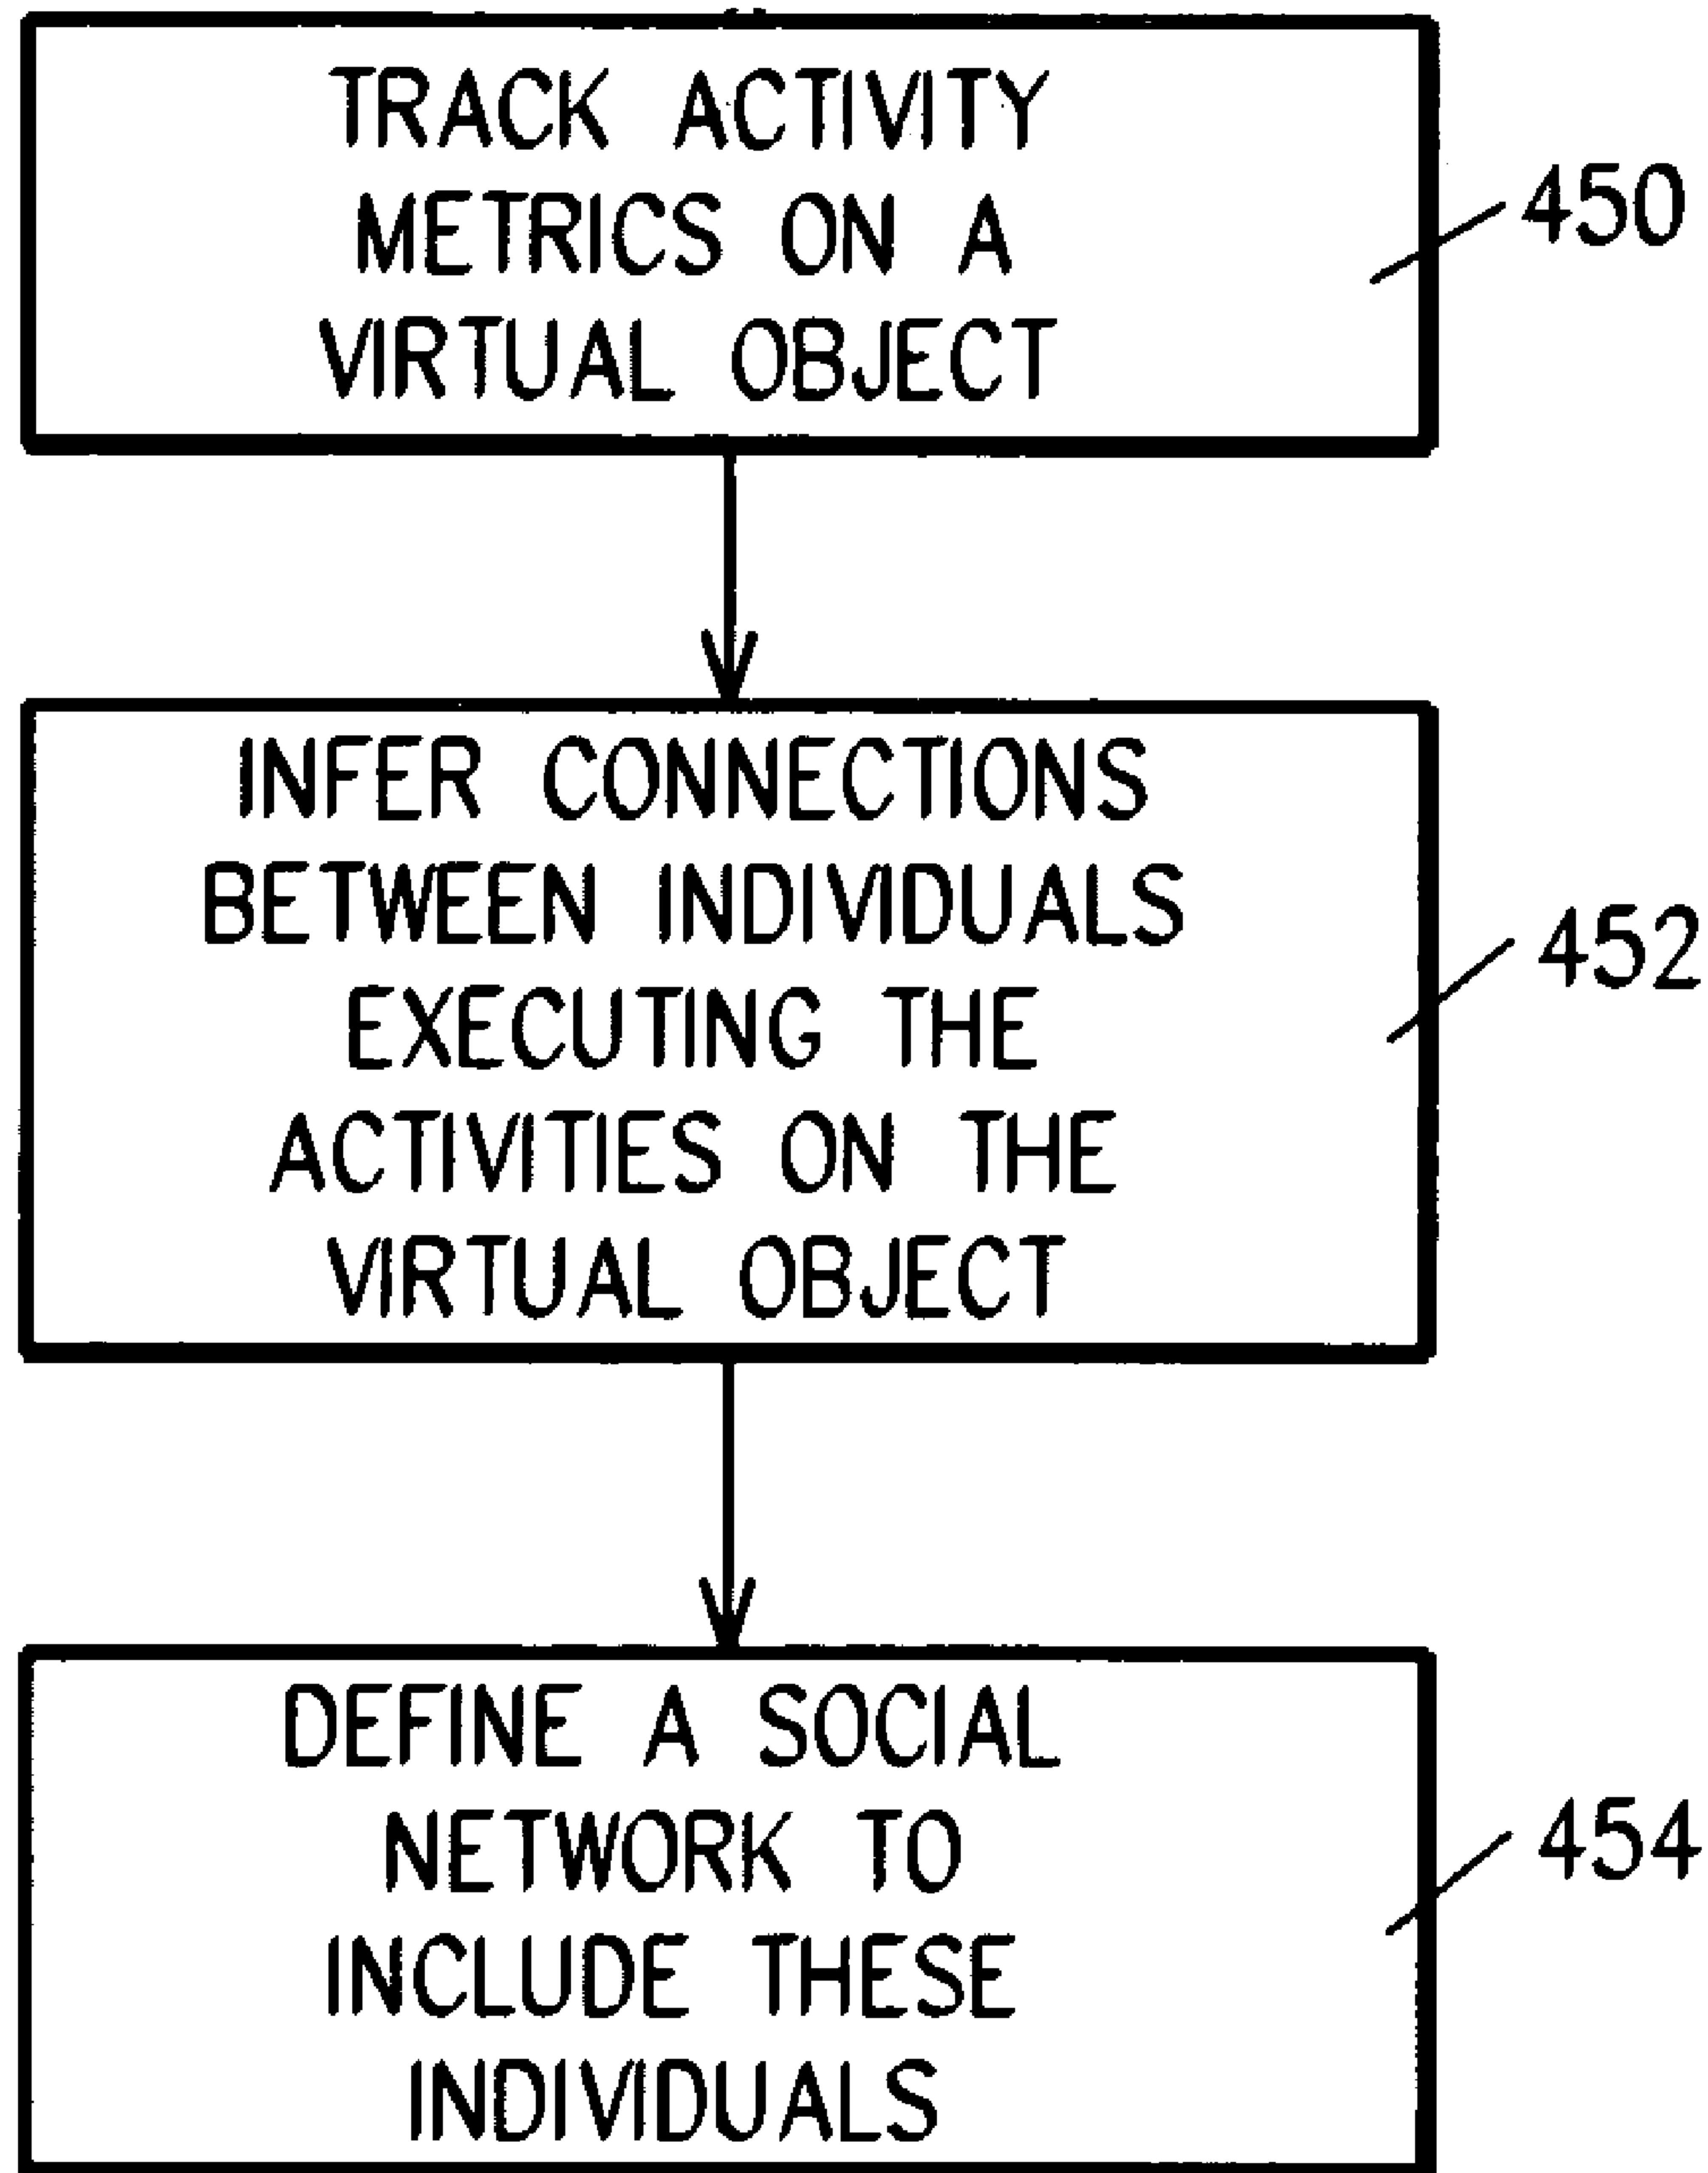 TRACK ACTIVITY
METRICS ON A
VIRTUAL OBJECT
450
INFER CONNECTIONS
BETWEEN INDIVIDUALS
EXECUTING THE
ACTIVITIES ON THE
VIRTUAL OBJECT
452
DEFINE A SOCIAL
NETWORK TO
INCLUDE THESE
INDIVIDUALS
454